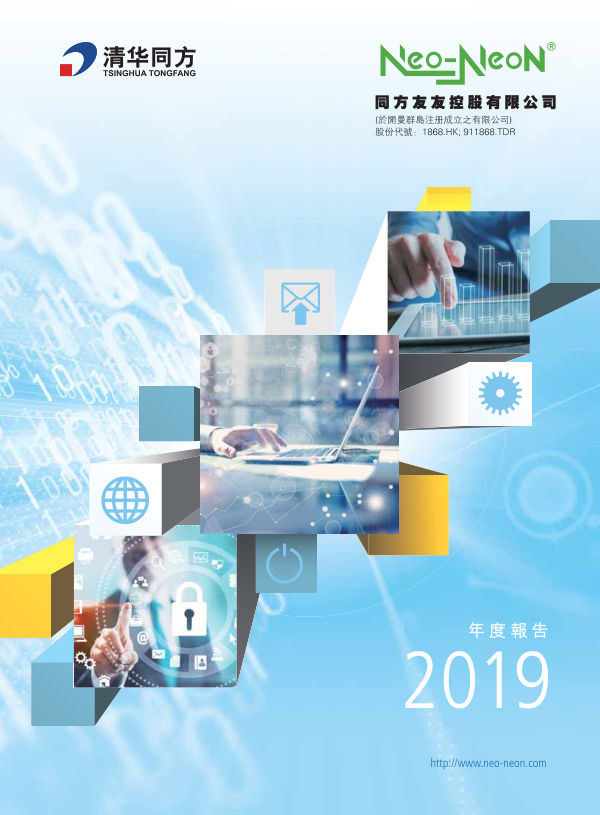 清华同方
TSINGHUA TONGFANG
Neo-Neon®
同方友友控股有限公司
(於開曼群島注册成立之有限公司)
股份代號：1868.HK; 911868.TDR
年度報告
2019
http://www.neo-neon.com